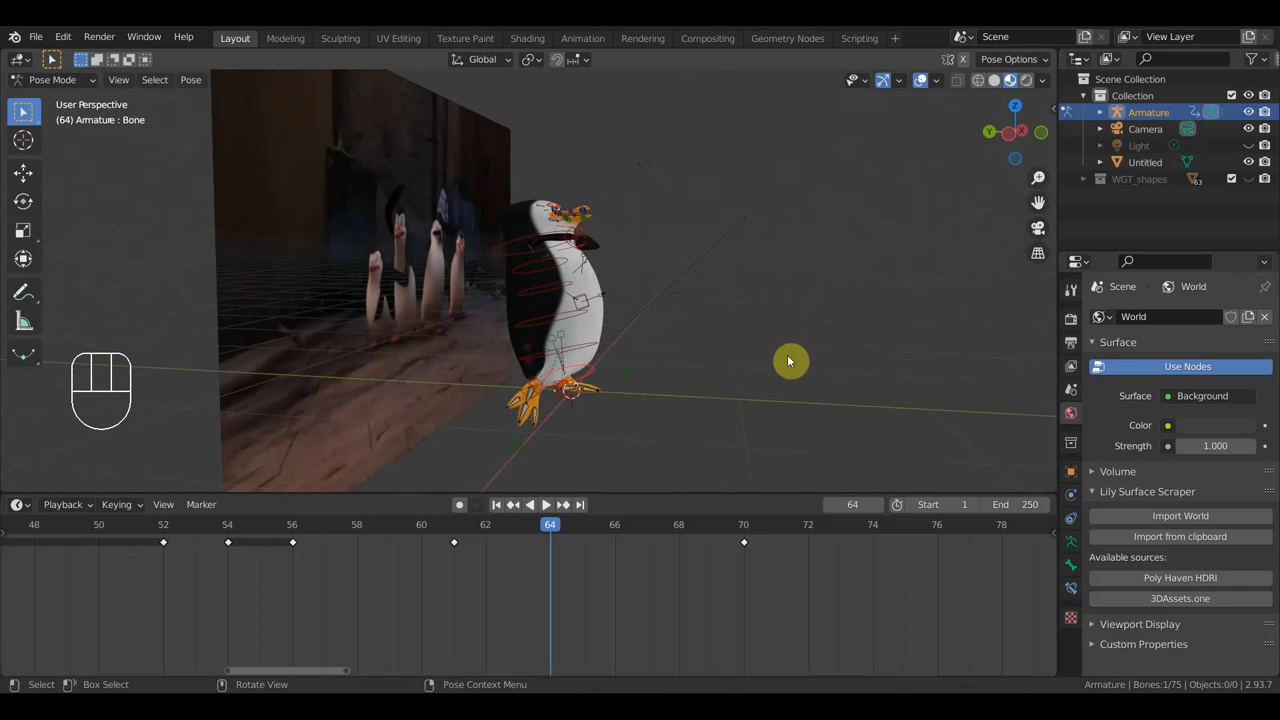 File Edit Render Window Help Layout Modeling Sculpting UV Editing Texture Paint Shading Animation Rendering Compositing Geometry Nodes Scripting + Scene View Layer
Global X Pose Options
Pose Mode View Select Pose
User Perspective
(64) Armature : Bone
Z
Y
X
Scene Collection
Collection
Armature
Camera
Light
Untitled
WGT_shapes 63
Scene World
World
Surface
Use Nodes
Surface Background
Color
Strength 1.000
Volume
Lily Surface Scraper
Import World
Import from clipboard
Available sources:
Poly Haven HDRI
3DAssets.one
Viewport Display
Custom Properties
Playback Keying View Marker 64 Start 1 End 250
48 50 52 54 56 58 60 62 64 66 68 70 72 74 76 78
Select Box Select Rotate View Pose Context Menu Armature | Bones:1/75 | Objects:0/0 | 2.93.7